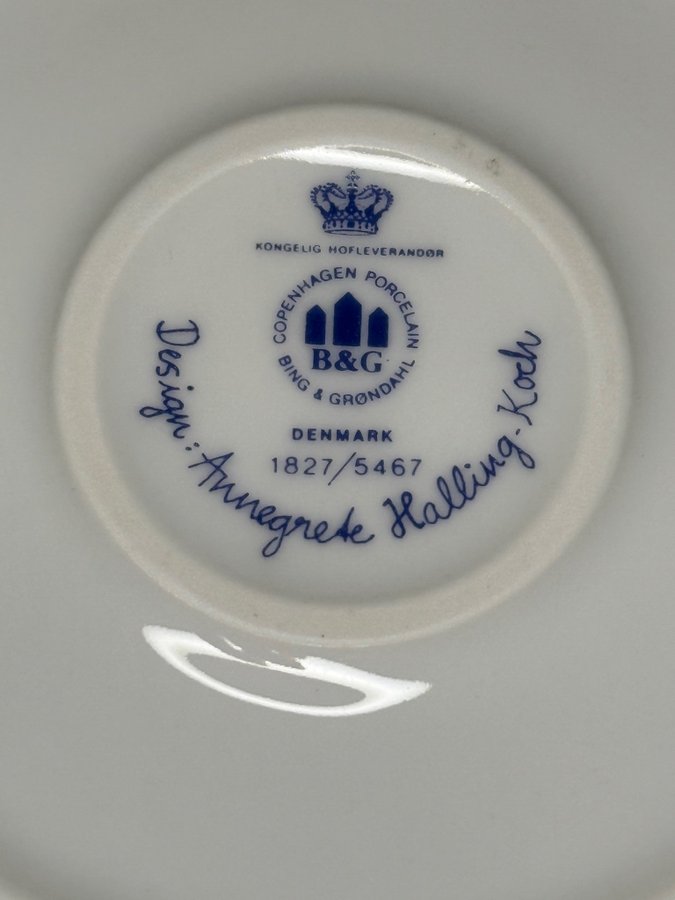 KONGELIG HOFLEVERANDØR
COPENHAGEN PORCELAIN
B&G
BING & GRØNDAHL
DENMARK
1827/5467
Design: Annegrete Halling-Koch